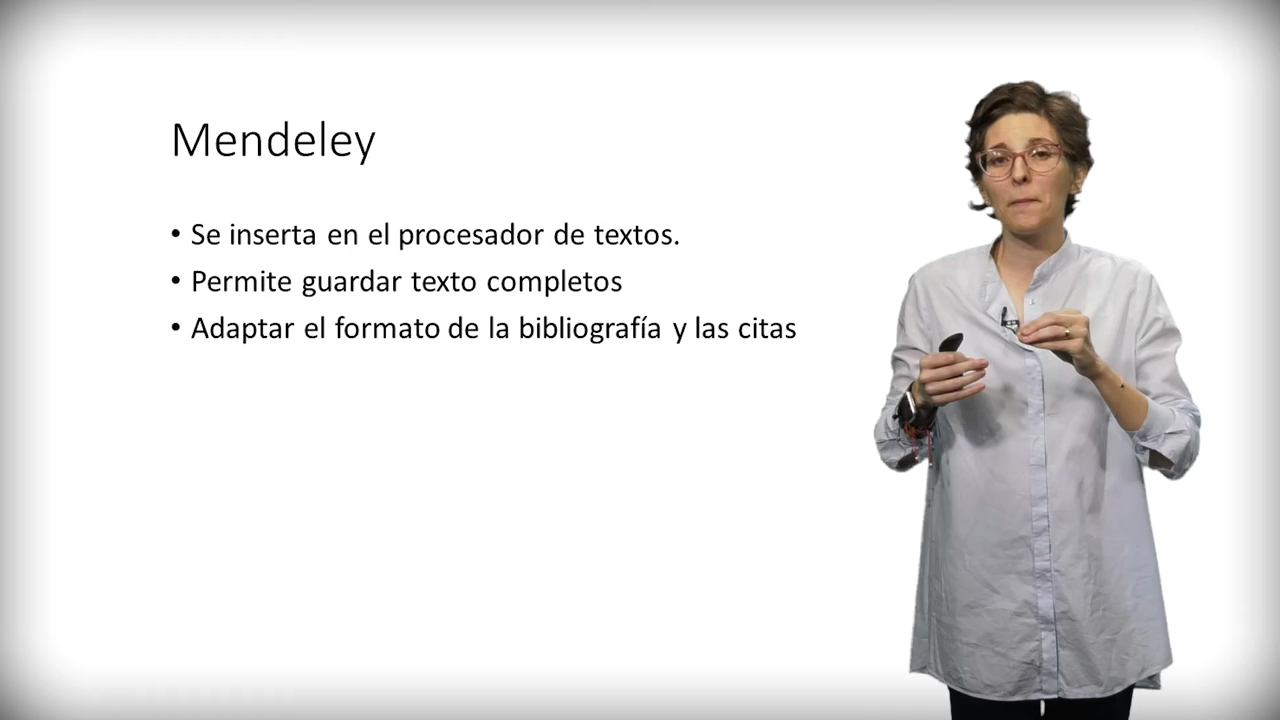 Mendeley
• Se inserta en el procesador de textos.
• Permite guardar texto completos
• Adaptar el formato de la bibliografía y las citas